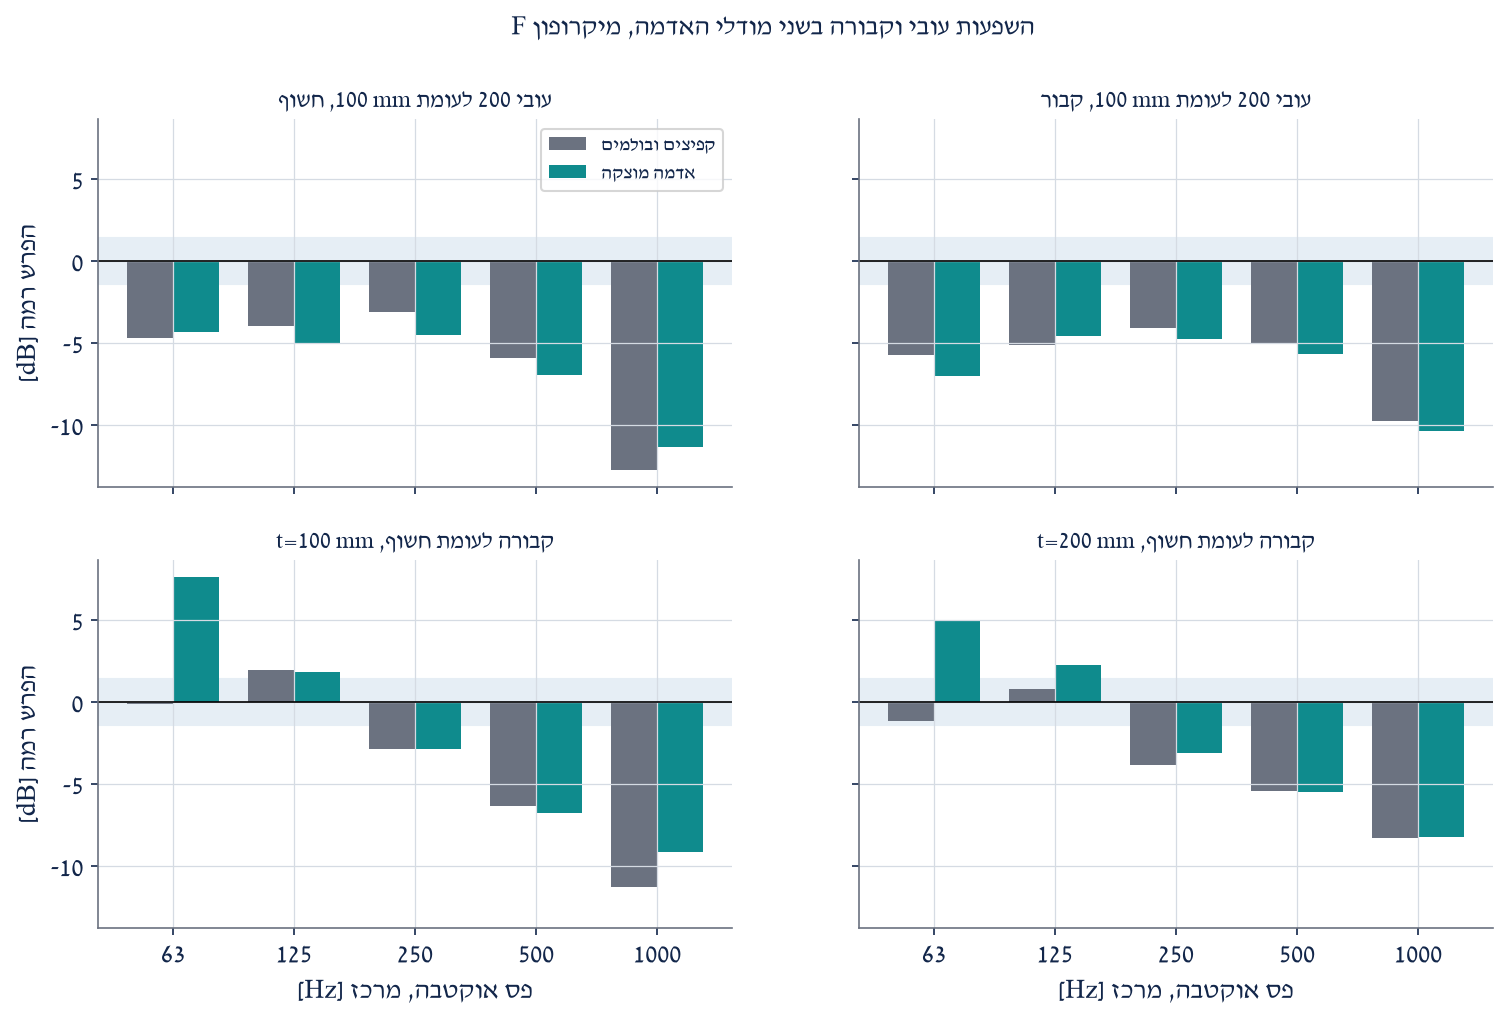 השפעות עובי וקבורה בשני מודלי האדמה, מיקרופון F
עובי 200 לעומת 100 mm, חשוף
קפיצים ובולמים
אדמה מוצקה
הפרש רמה [dB]
5
0
-5
-10
עובי 200 לעומת 100 mm, קבור
קבורה לעומת חשוף, t=100 mm
הפרש רמה [dB]
5
0
-5
-10
63 125 250 500 1000
פס אוקטבה, מרכז [Hz]
קבורה לעומת חשוף, t=200 mm
63 125 250 500 1000
פס אוקטבה, מרכז [Hz]